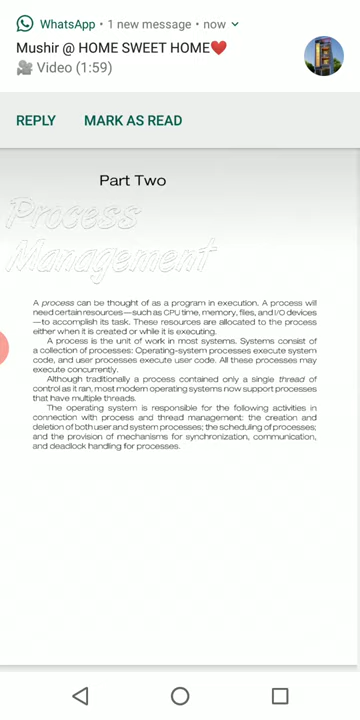 WhatsApp • 1 new message • now
Mushir @ HOME SWEET HOME❤️
🎥 Video (1:59)
REPLY MARK AS READ
Part Two
Process
Management
A process can be thought of as a program in execution. A process will
need certain resources—such as CPU time, memory, files, and I/O devices
—to accomplish its task. These resources are allocated to the process
either when it is created or while it is executing.
A process is the unit of work in most systems. Systems consist of
a collection of processes: Operating-system processes execute system
code, and user processes execute user code. All these processes may
execute concurrently.
Although traditionally a process contained only a single thread of
control as it ran, most modern operating systems now support processes
that have multiple threads.
The operating system is responsible for the following activities in
connection with process and thread management: the creation and
deletion of both user and system processes; the scheduling of processes;
and the provision of mechanisms for synchronization, communication,
and deadlock handling for processes.